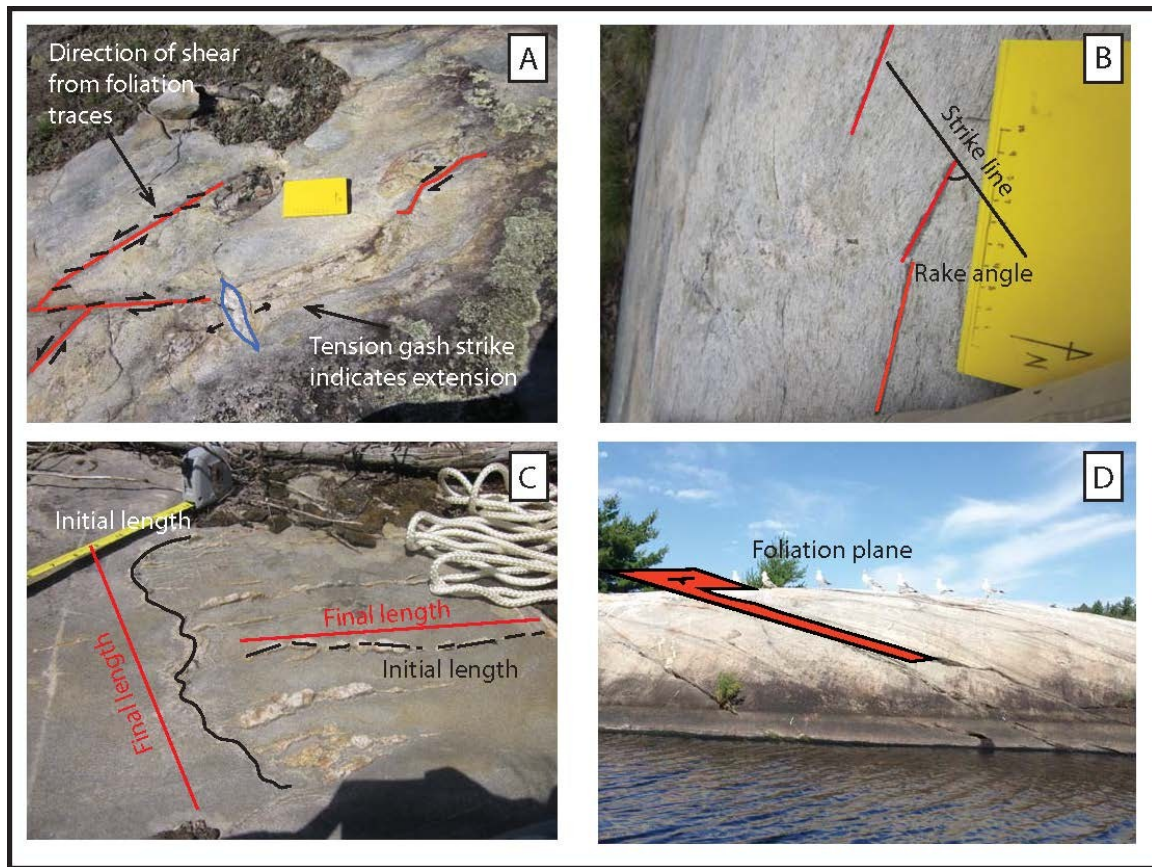 A
Direction of shear
from foliation
traces
Tension gash strike
indicates extension
B
Strike line
Rake angle
N
C
Initial length
Final length
Final length
Initial length
D
Foliation plane